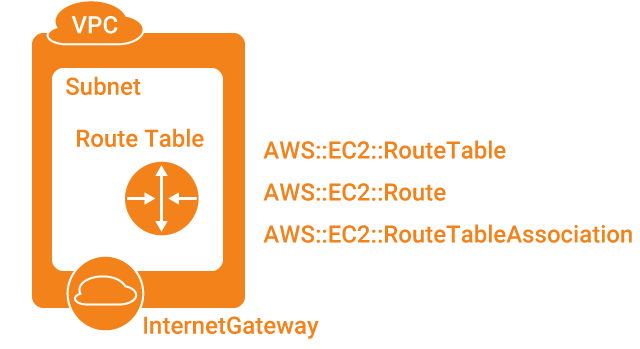 VPC
Subnet
Route Table
AWS::EC2::RouteTable
AWS::EC2::Route
AWS::EC2::RouteTableAssociation
InternetGateway